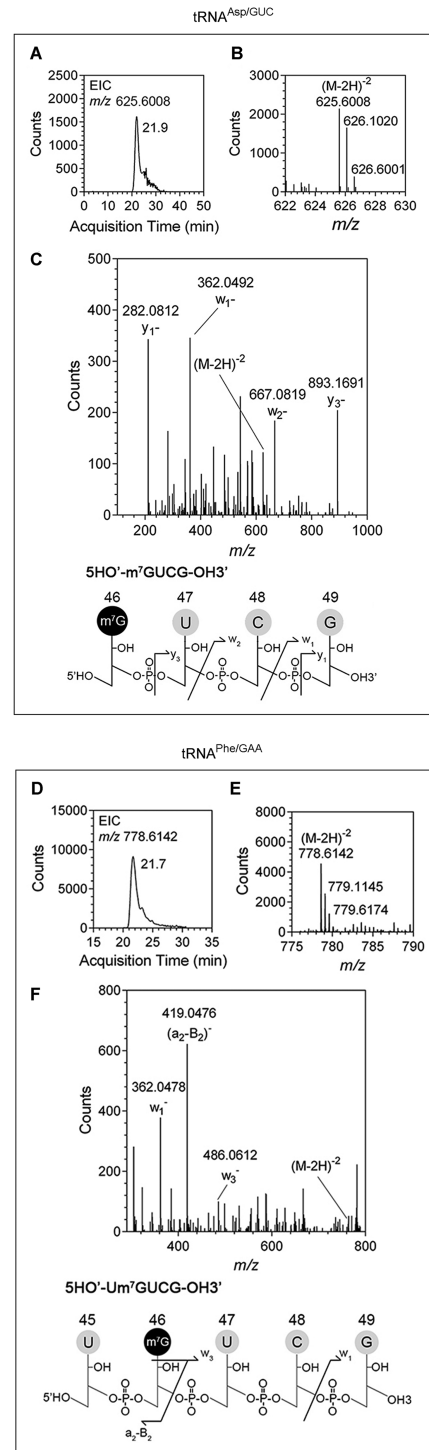 tRNAAsp/GUC
A
EIC
m/z 625.6008
21.9
2500
2000
1500
1000
500
0
Counts
0 10 20 30 40 50
Acquisition Time (min)
B
(M-2H)-2
625.6008
626.1020
626.6001
3000
2000
1000
0
Counts
622 624 626 628 630
m/z
C
500
400
300
200
100
0
Counts
282.0812
y1-
362.0492
w1-
(M-2H)-2
667.0819
w2-
893.1691
y3-
200 400 600 800 1000
m/z
5HO'-m7GUCG-OH3'
46 47 48 49
m7G U C G
OH OH OH OH
w2 w1
y3 y1
5'HO O-P-O O-P-O O-P-O OH3'
tRNAPhe/GAA
D
EIC
m/z 778.6142
21.7
15000
10000
5000
0
Counts
15 20 25 30 35
Acquisition Time (min)
E
(M-2H)-2
778.6142
779.1145
779.6174
8000
6000
4000
2000
0
Counts
775 780 785 790
m/z
F
800
600
400
200
0
Counts
419.0476
(a2-B2)-
362.0478
w1-
486.0612
w3-
(M-2H)-2
400 600 800
m/z
5HO'-Um7GUCG-OH3'
45 46 47 48 49
U m7G U C G
OH OH OH OH OH
w3 w1
5'HO O-P-O O-P-O O-P-O O-P-O OH3
a2-B2